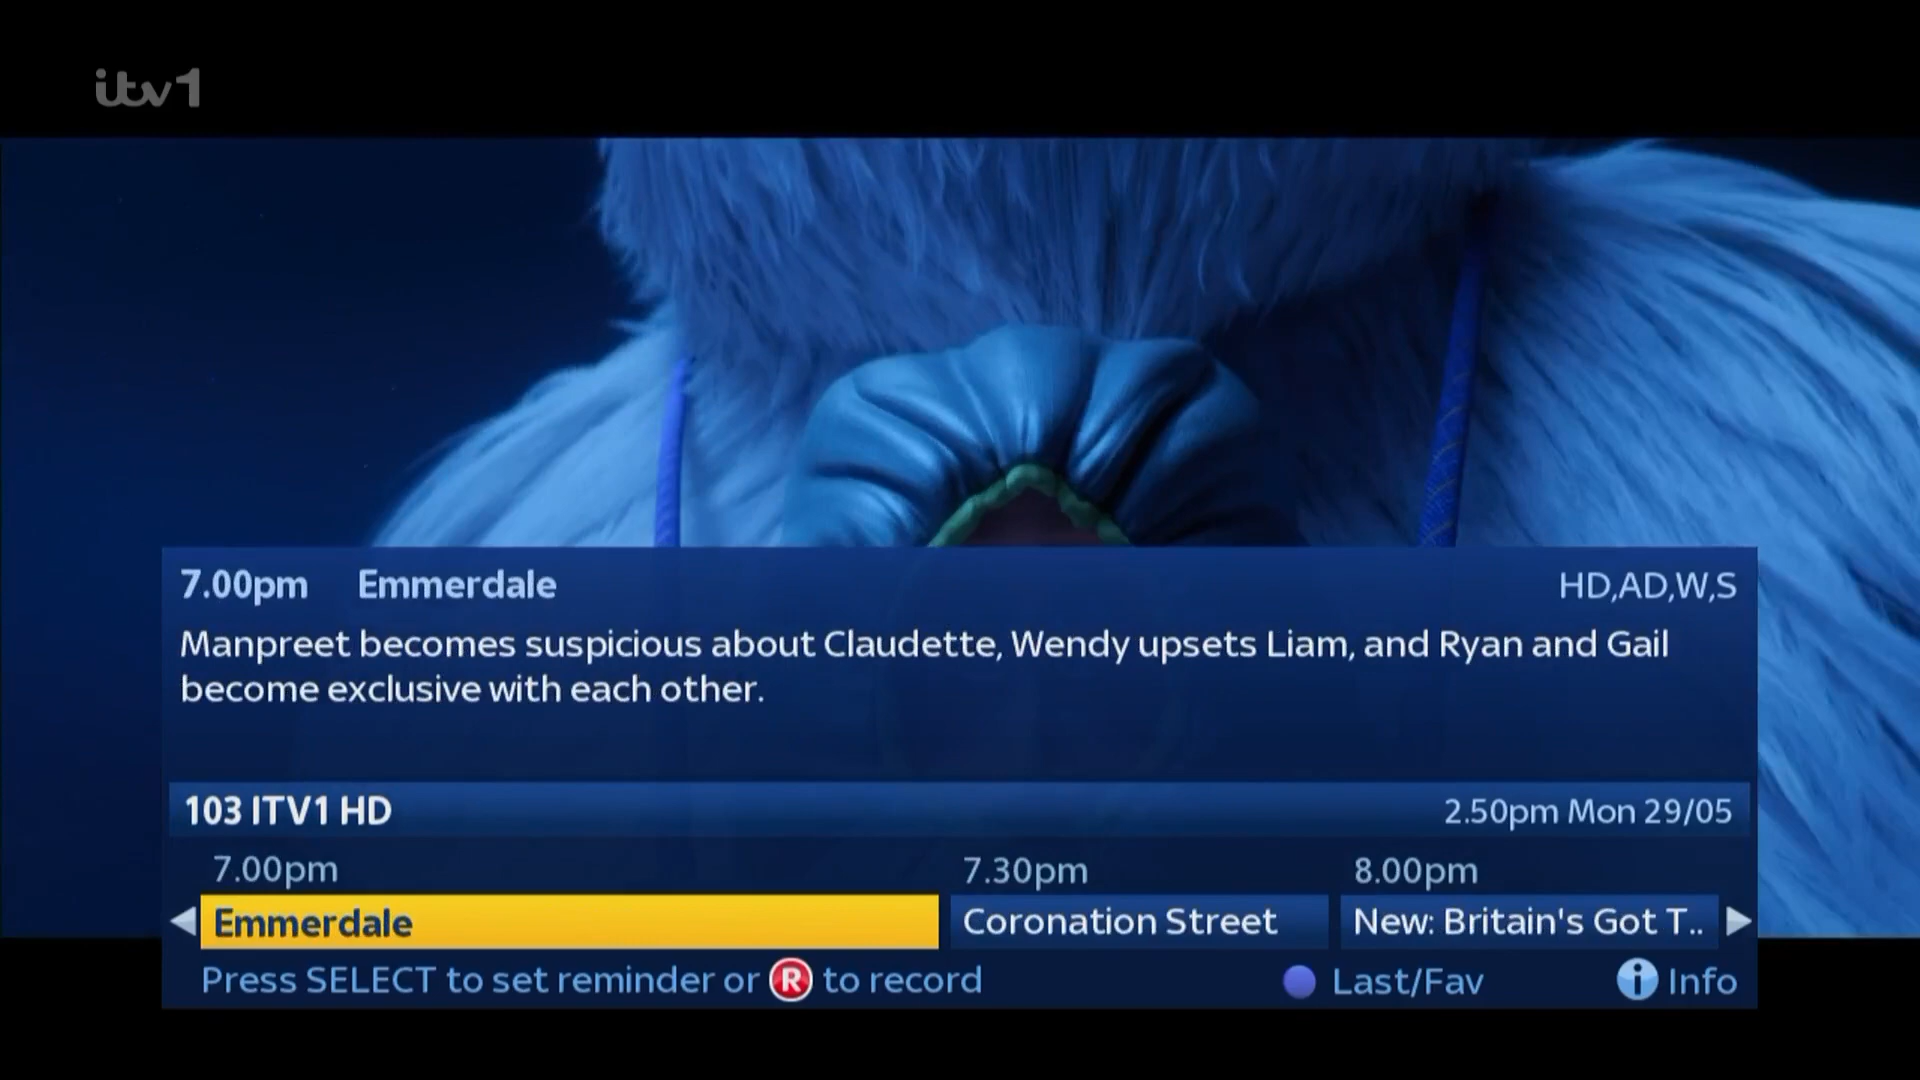 itv1
7.00pm Emmerdale HD,AD,W,S
Manpreet becomes suspicious about Claudette, Wendy upsets Liam, and Ryan and Gail
become exclusive with each other.
103 ITV1 HD 2.50pm Mon 29/05
7.00pm 7.30pm 8.00pm
Emmerdale Coronation Street New: Britain's Got T..
Press SELECT to set reminder or R to record Last/Fav i Info